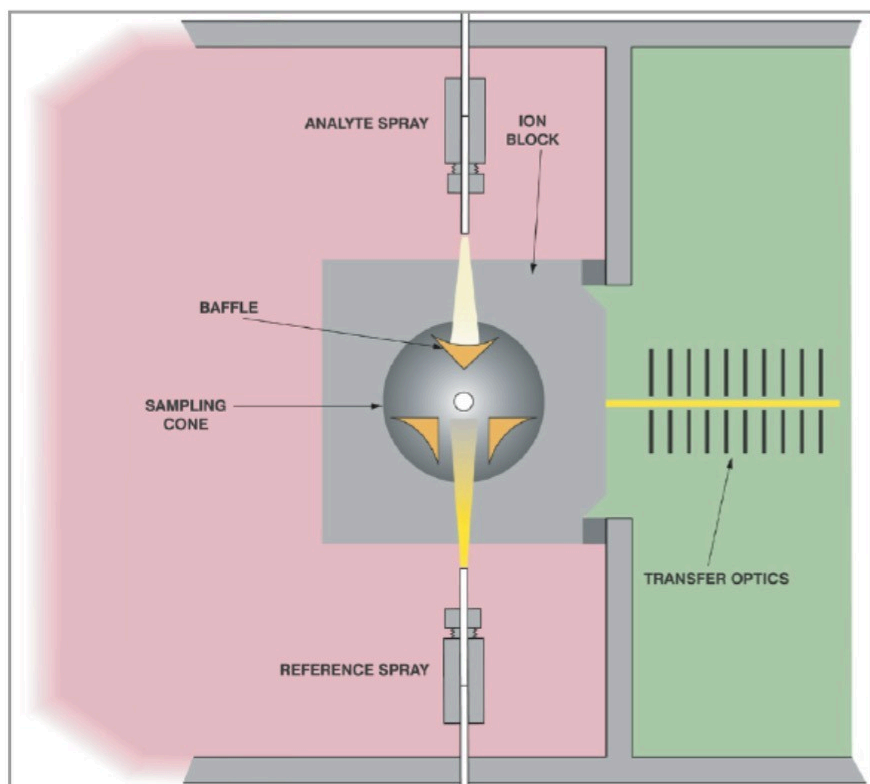 ANALYTE SPRAY
ION
BLOCK
BAFFLE
SAMPLING
CONE
TRANSFER OPTICS
REFERENCE SPRAY